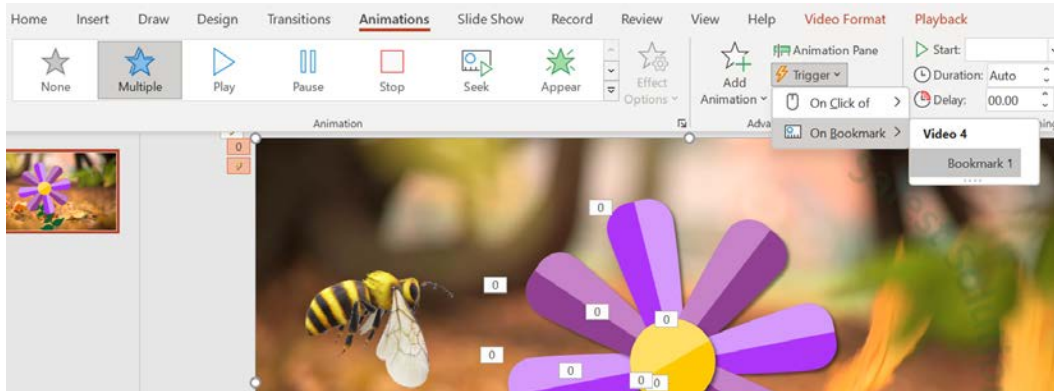 Home Insert Draw Design Transitions Animations Slide Show Record Review View Help Video Format Playback
None Multiple Play Pause Stop Seek Appear Effect Options Add Animation Animation Pane Trigger Start: Duration: Auto Delay: 00.00
On Click of
On Bookmark
Video 4
Bookmark 1
Animation
0
0
0
0
0
0
0
0
0